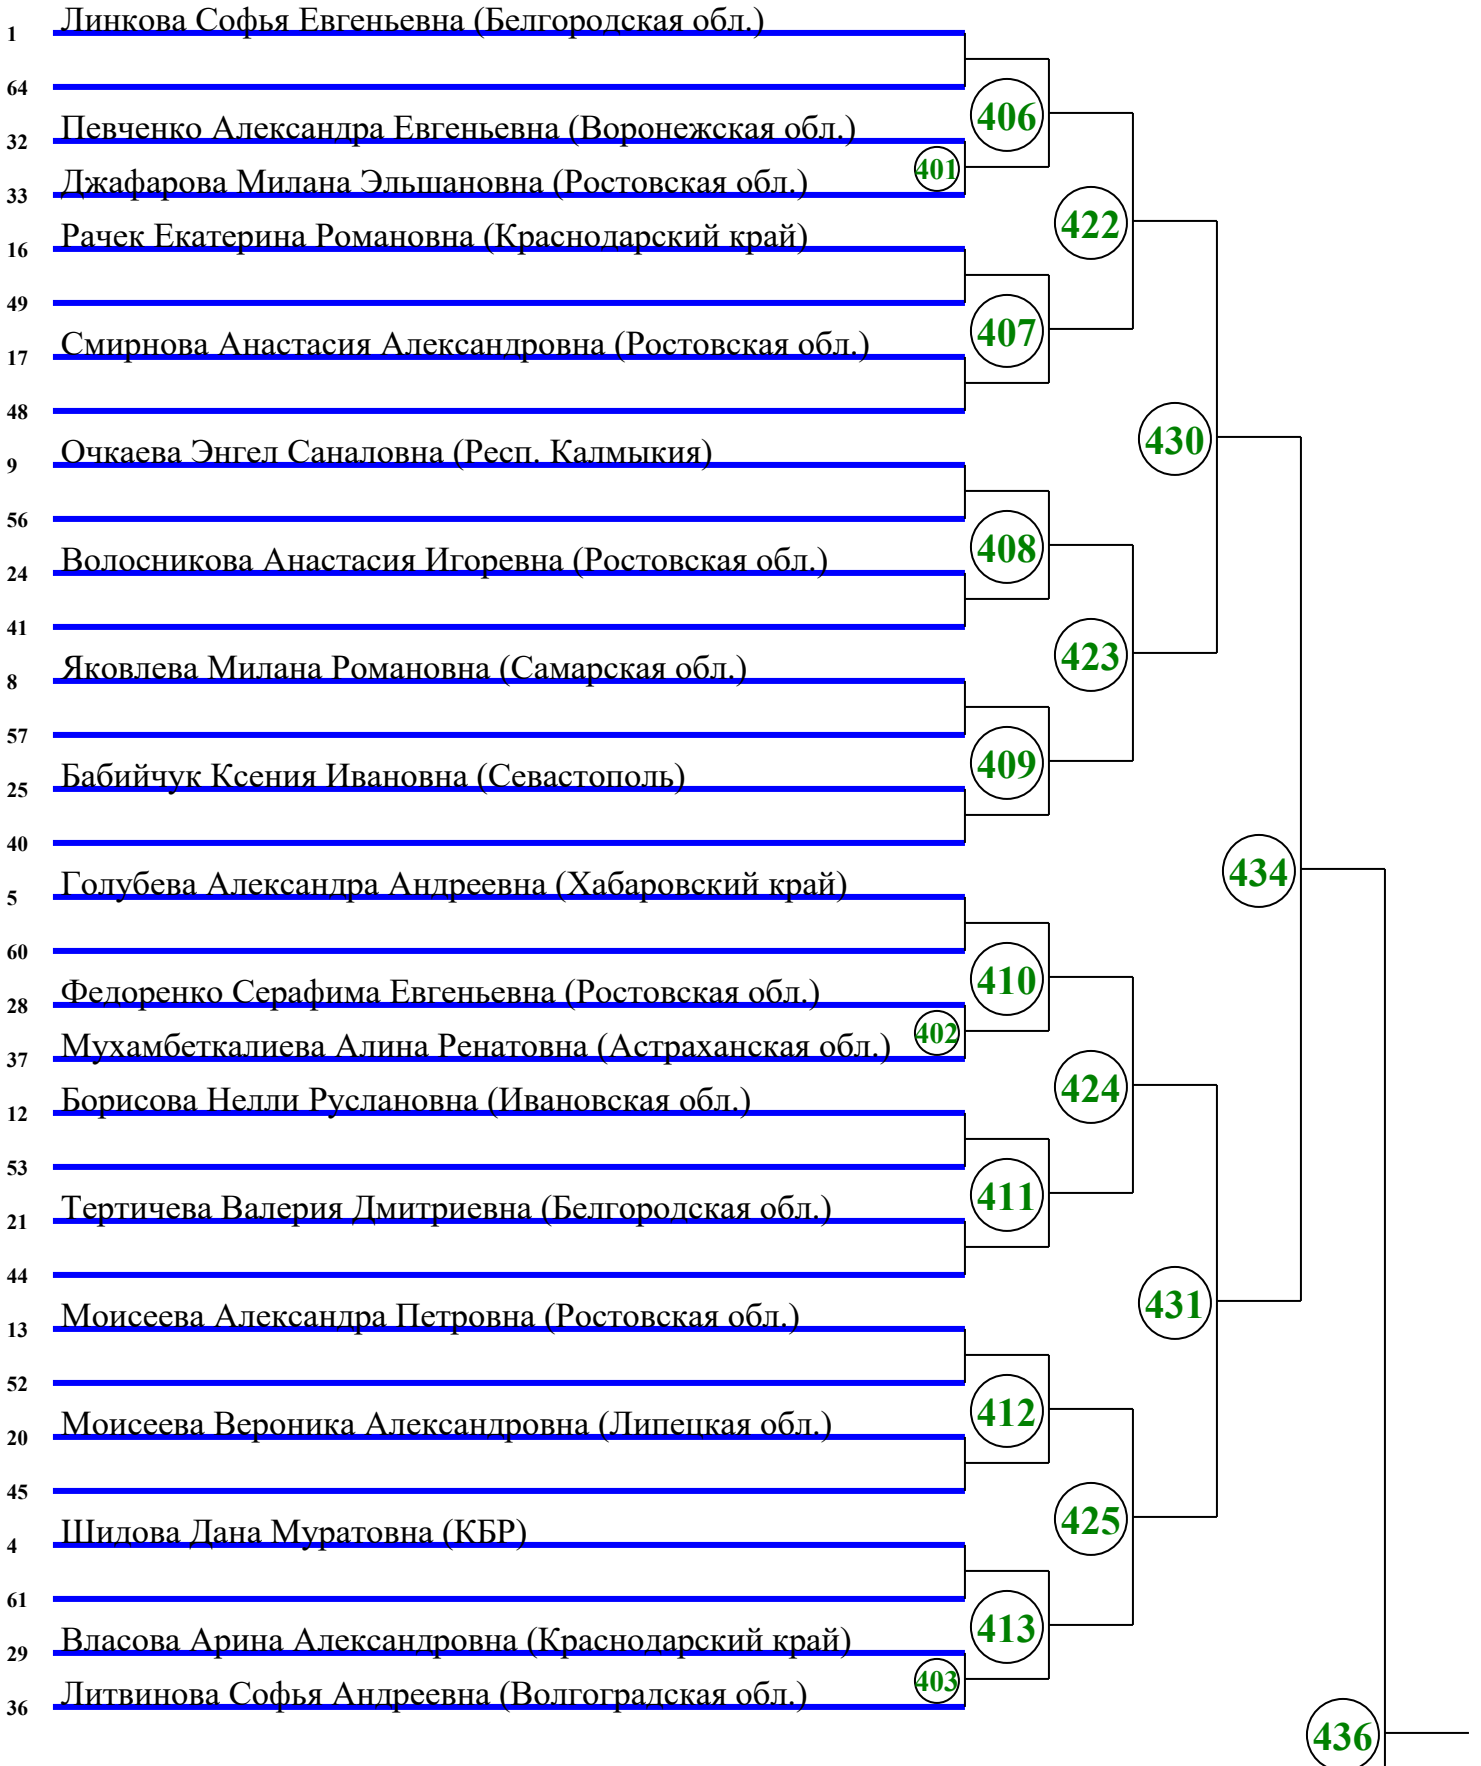 1 Линкова Софья Евгеньевна (Белгородская обл.)
64
406
32 Певченко Александра Евгеньевна (Воронежская обл.)
401
33 Джафарова Милана Эльшановна (Ростовская обл.)
422
16 Рачек Екатерина Романовна (Краснодарский край)
49
407
17 Смирнова Анастасия Александровна (Ростовская обл.)
48
430
9 Очкаева Энгел Саналовна (Респ. Калмыкия)
56
408
24 Волосникова Анастасия Игоревна (Ростовская обл.)
41
423
8 Яковлева Милана Романовна (Самарская обл.)
57
409
25 Бабийчук Ксения Ивановна (Севастополь)
40
434
5 Голубева Александра Андреевна (Хабаровский край)
60
410
28 Федоренко Серафима Евгеньевна (Ростовская обл.)
402
37 Мухамбеткалиева Алина Ренатовна (Астраханская обл.)
424
12 Борисова Нелли Руслановна (Ивановская обл.)
53
411
21 Тертичева Валерия Дмитриевна (Белгородская обл.)
44
431
13 Моисеева Александра Петровна (Ростовская обл.)
52
412
20 Моисеева Вероника Александровна (Липецкая обл.)
45
425
4 Шидова Дана Муратовна (КБР)
61
413
29 Власова Арина Александровна (Краснодарский край)
403
36 Литвинова Софья Андреевна (Волгоградская обл.)
436